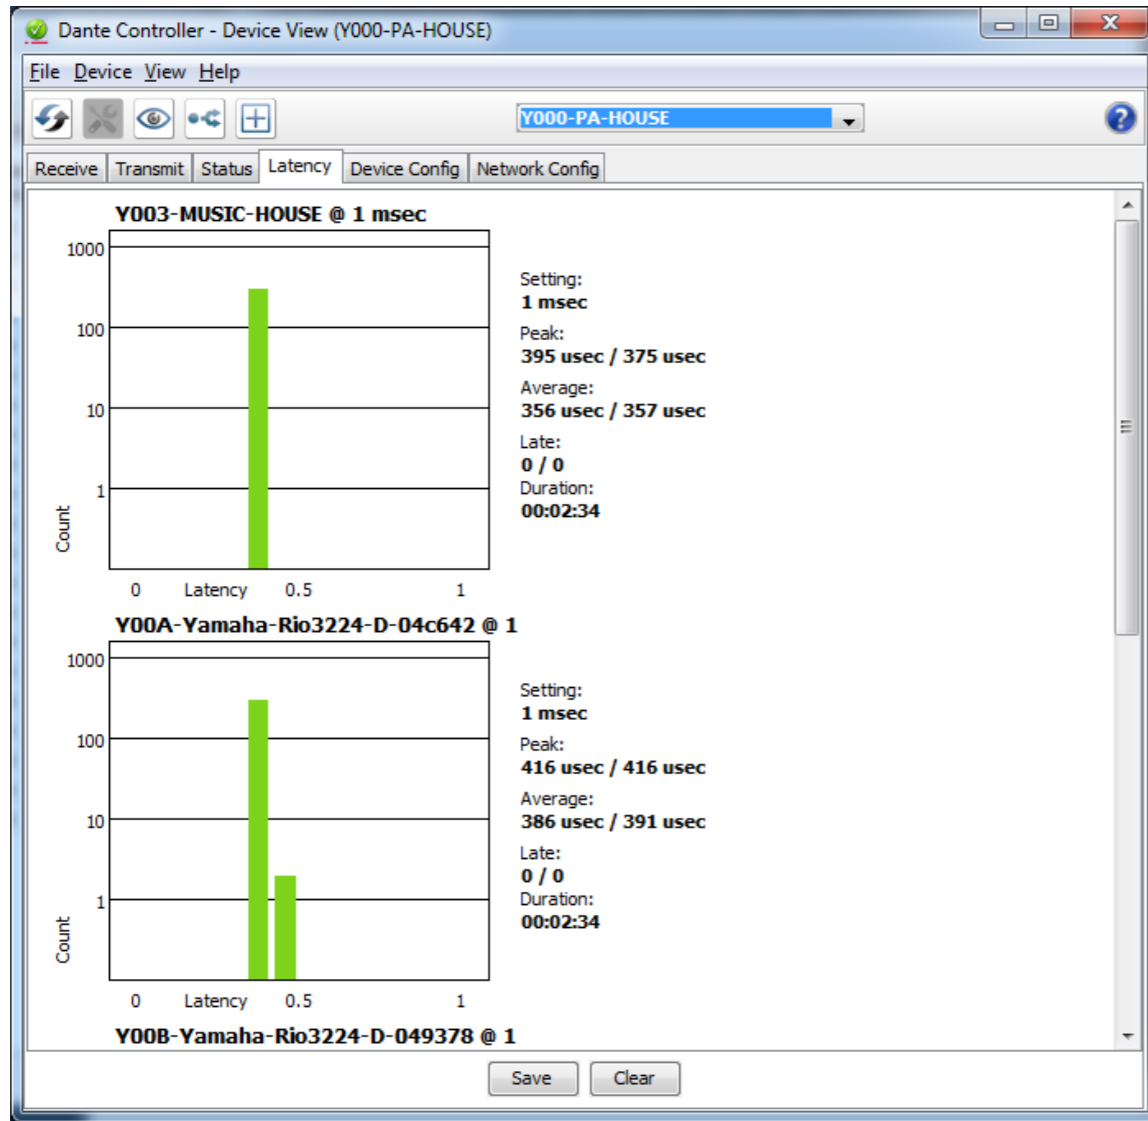 Dante Controller - Device View (Y000-PA-HOUSE)
File Device View Help
Y000-PA-HOUSE
Receive Transmit Status Latency Device Config Network Config
Y003-MUSIC-HOUSE @ 1 msec
1000
100
10
1
Count
0 Latency 0.5 1
Setting:
1 msec
Peak:
395 usec / 375 usec
Average:
356 usec / 357 usec
Late:
0 / 0
Duration:
00:02:34
Y00A-Yamaha-Rio3224-D-04c642 @ 1
1000
100
10
1
Count
0 Latency 0.5 1
Setting:
1 msec
Peak:
416 usec / 416 usec
Average:
386 usec / 391 usec
Late:
0 / 0
Duration:
00:02:34
Y00B-Yamaha-Rio3224-D-049378 @ 1
Save Clear